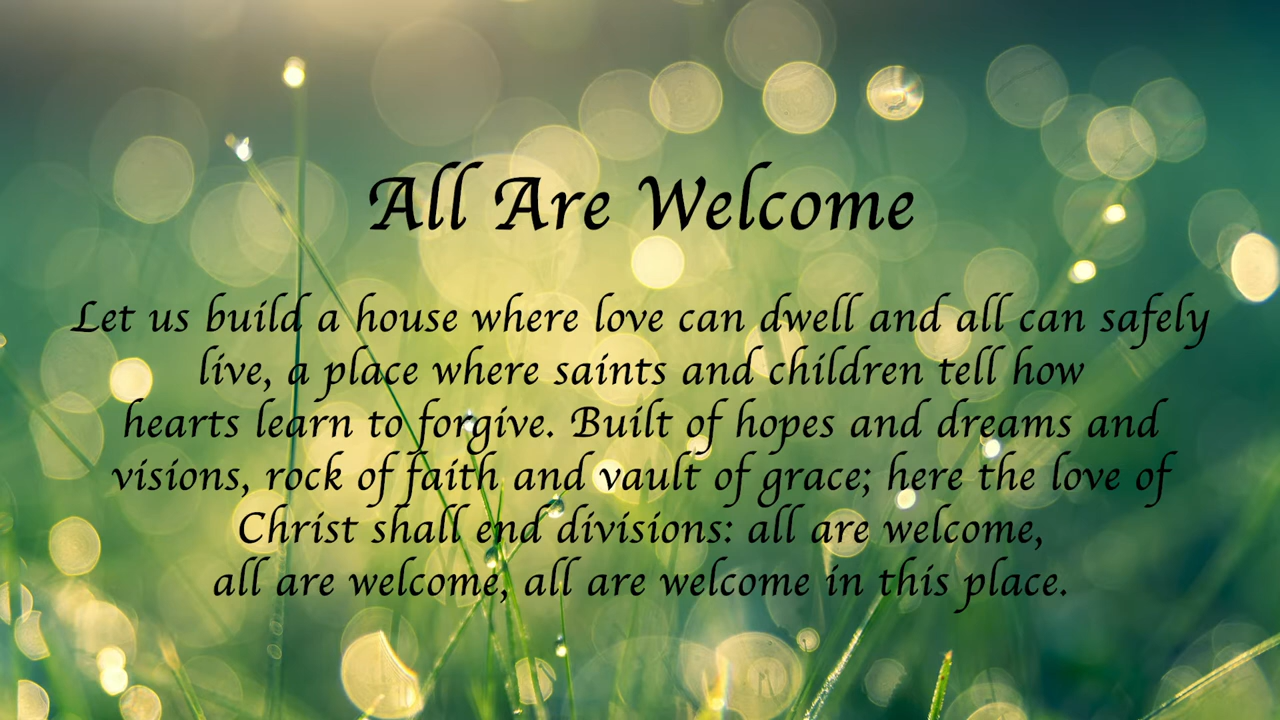 All Are Welcome
Let us build a house where love can dwell and all can safely
live, a place where saints and children tell how
hearts learn to forgive. Built of hopes and dreams and
visions, rock of faith and vault of grace; here the love of
Christ shall end divisions: all are welcome,
all are welcome, all are welcome in this place.